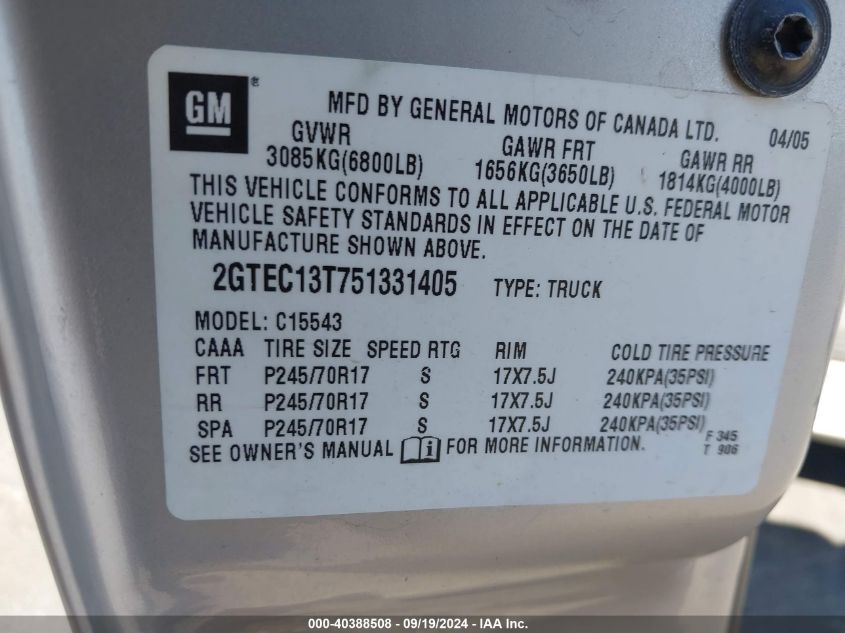 GM ®
MFD BY GENERAL MOTORS OF CANADA LTD. 04/05
GVWR GAWR FRT GAWR RR
3085KG(6800LB) 1656KG(3650LB) 1814KG(4000LB)
THIS VEHICLE CONFORMS TO ALL APPLICABLE U.S. FEDERAL MOTOR
VEHICLE SAFETY STANDARDS IN EFFECT ON THE DATE OF
MANUFACTURE SHOWN ABOVE.
2GTEC13T751331405 TYPE: TRUCK
MODEL: C15543
CAAA TIRE SIZE SPEED RTG RIM COLD TIRE PRESSURE
FRT P245/70R17 S 17X7.5J 240KPA(35PSI)
RR P245/70R17 S 17X7.5J 240KPA(35PSI)
SPA P245/70R17 S 17X7.5J 240KPA(35PSI)
SEE OWNER'S MANUAL i FOR MORE INFORMATION.
F 345
T 906
000-40388508 - 09/19/2024 - IAA Inc.